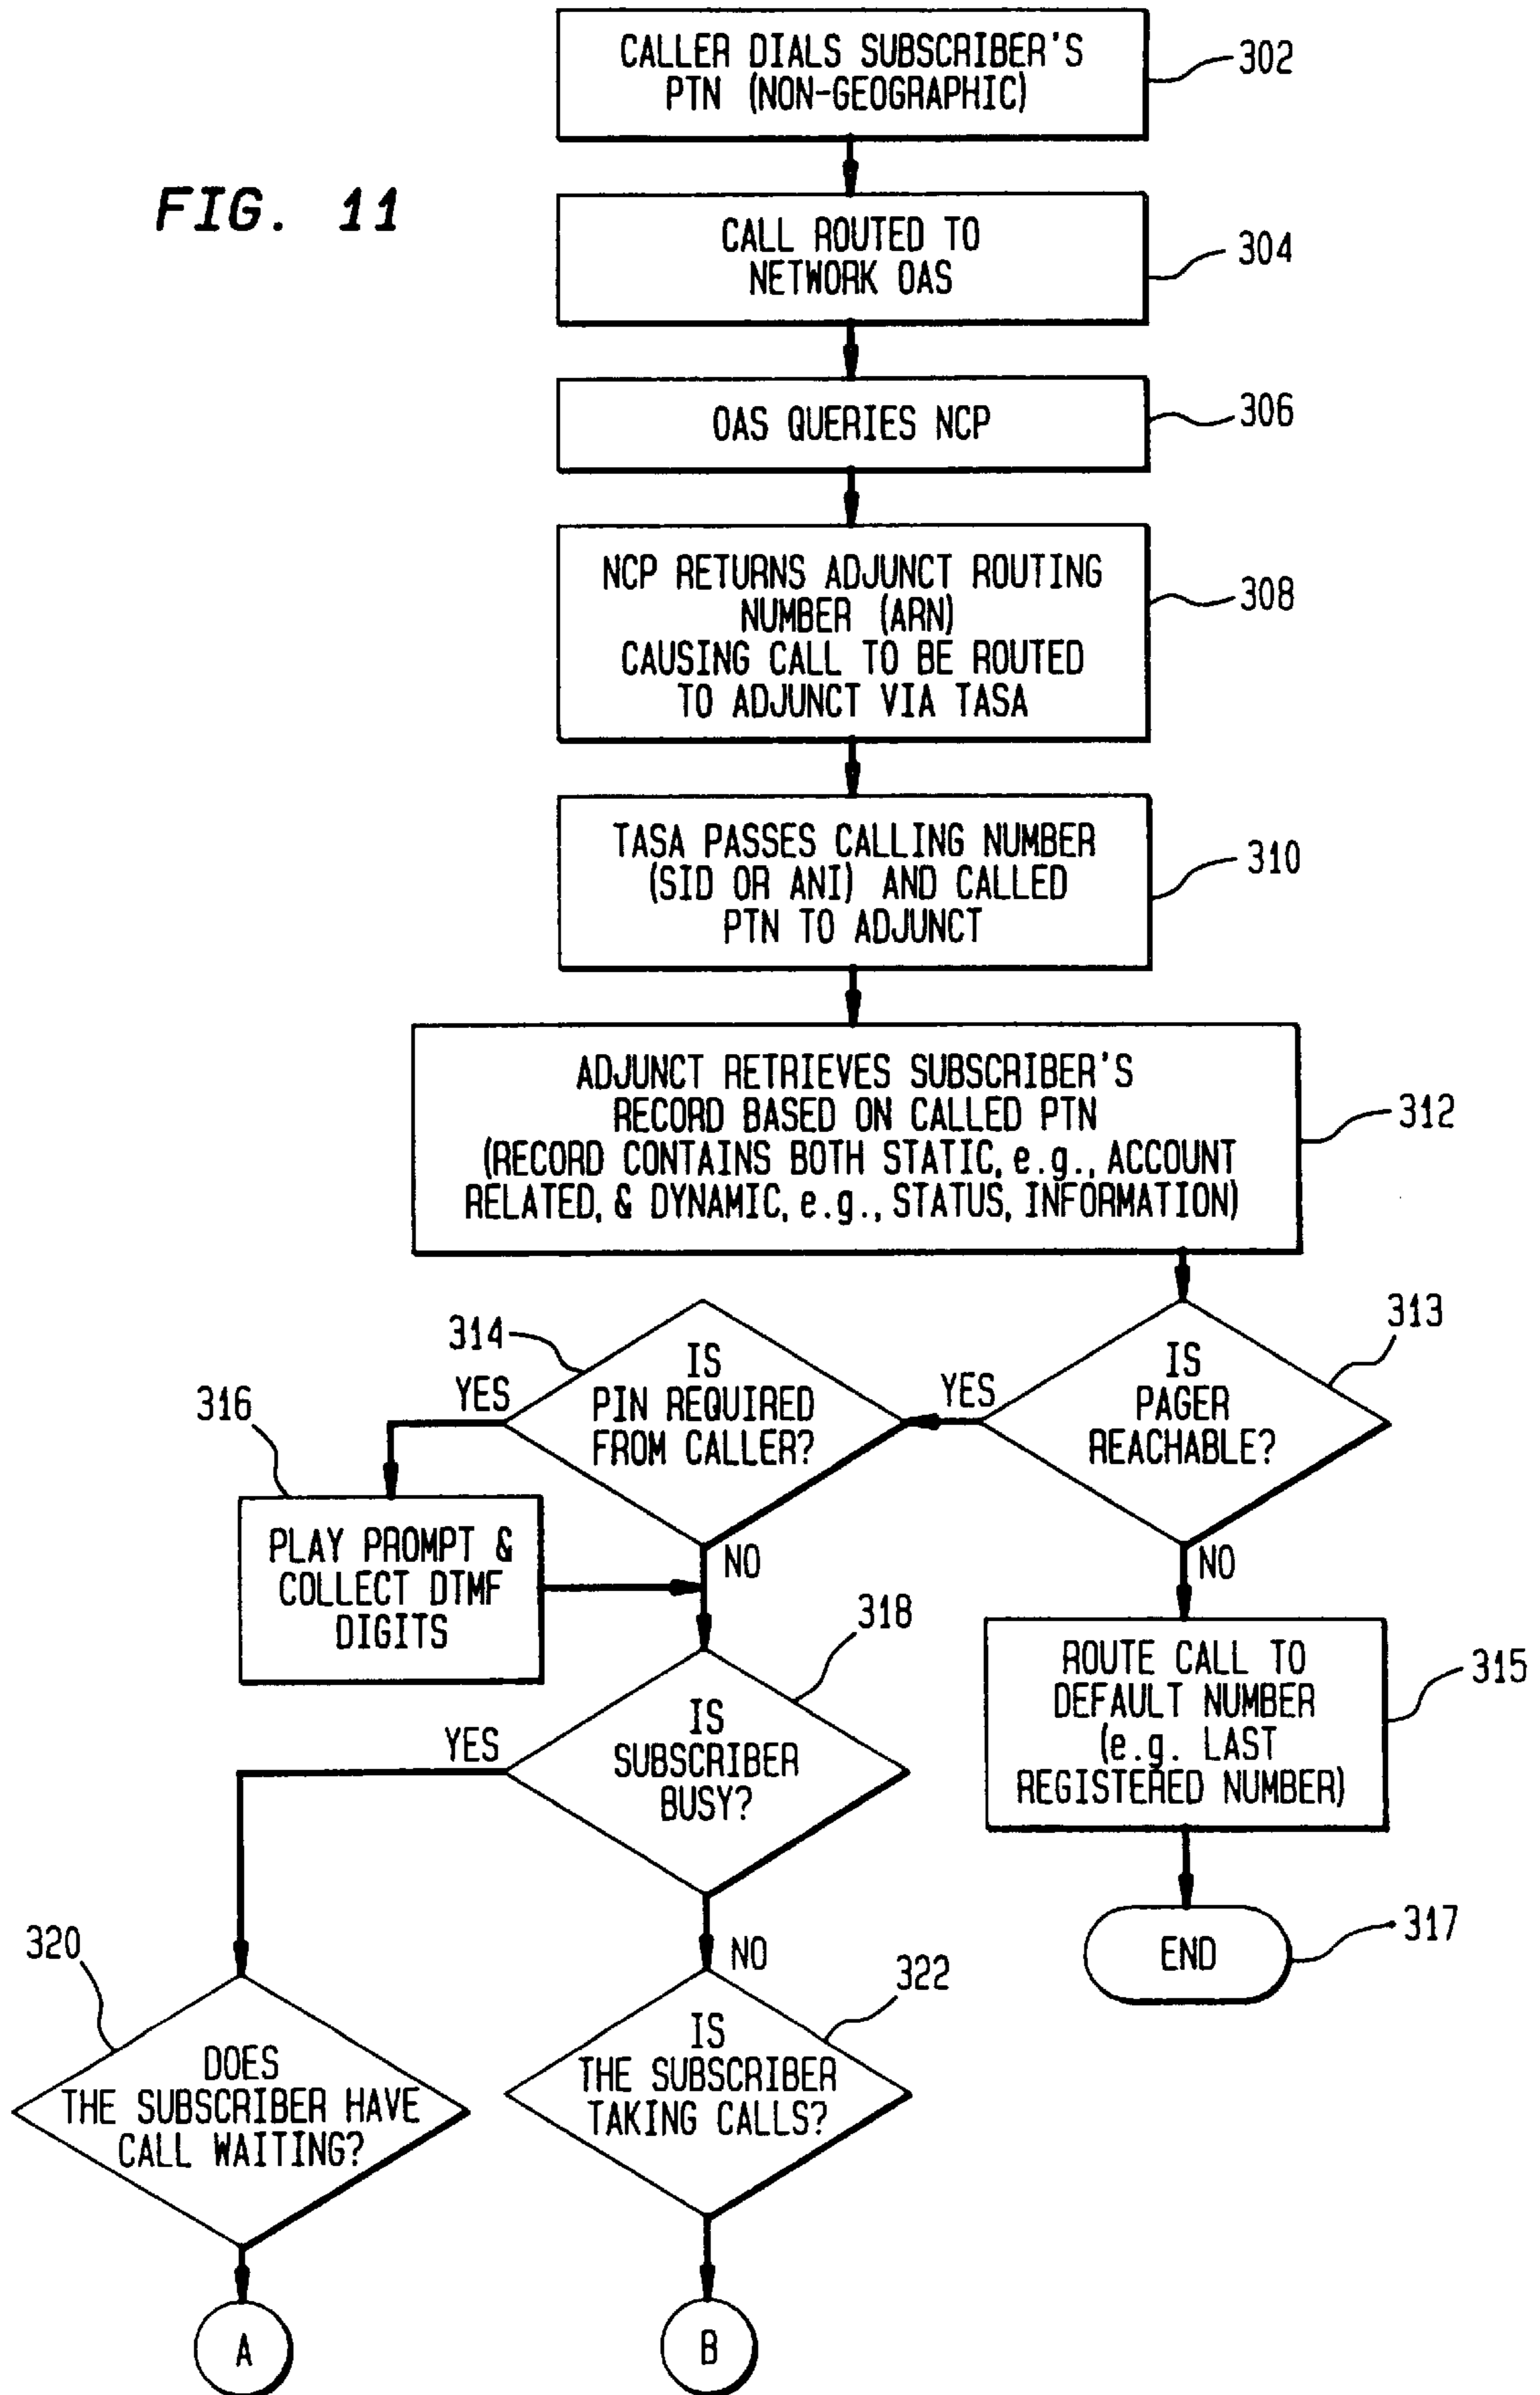 CALLER DIALS SUBSCRIBER'S
PTN (NON-GEOGRAPHIC)
302
FIG. 11
CALL ROUTED TO
NETWORK OAS
304
OAS QUERIES NCP
306
NCP RETURNS ADJUNCT ROUTING
NUMBER (ARN)
CAUSING CALL TO BE ROUTED
TO ADJUNCT VIA TASA
308
TASA PASSES CALLING NUMBER
(SID OR ANI) AND CALLED
PTN TO ADJUNCT
310
ADJUNCT RETRIEVES SUBSCRIBER'S
RECORD BASED ON CALLED PTN
(RECORD CONTAINS BOTH STATIC, e.g., ACCOUNT
RELATED, & DYNAMIC, e.g., STATUS, INFORMATION)
312
314
IS
PIN REQUIRED
FROM CALLER?
YES
NO
313
IS
PAGER
REACHABLE?
YES
NO
316
PLAY PROMPT &
COLLECT DTMF
DIGITS
318
IS
SUBSCRIBER
BUSY?
YES
NO
ROUTE CALL TO
DEFAULT NUMBER
(e.g. LAST
REGISTERED NUMBER)
315
END
317
320
DOES
THE SUBSCRIBER HAVE
CALL WAITING?
322
IS
THE SUBSCRIBER
TAKING CALLS?
A
B